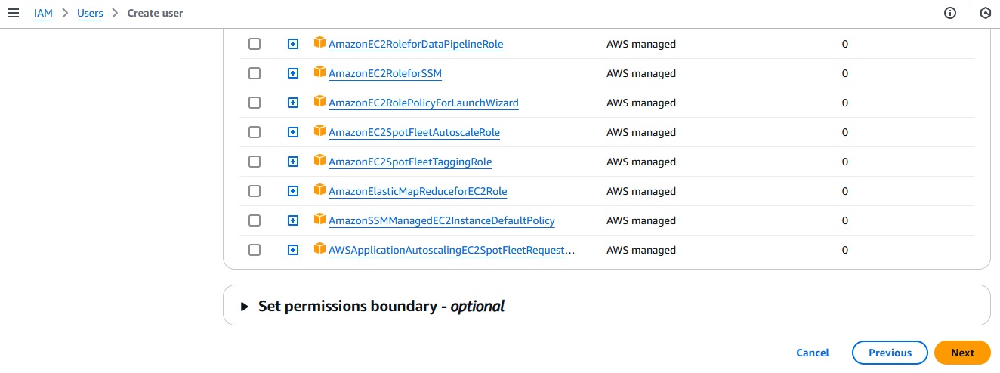 IAM > Users > Create user
AmazonEC2RoleforDataPipelineRole AWS managed 0
AmazonEC2RoleforSSM AWS managed 0
AmazonEC2RolePolicyForLaunchWizard AWS managed 0
AmazonEC2SpotFleetAutoscaleRole AWS managed 0
AmazonEC2SpotFleetTaggingRole AWS managed 0
AmazonElasticMapReduceforEC2Role AWS managed 0
AmazonSSMManagedEC2InstanceDefaultPolicy AWS managed 0
AWSApplicationAutoscalingEC2SpotFleetRequest... AWS managed 0
Set permissions boundary - optional
Cancel Previous Next